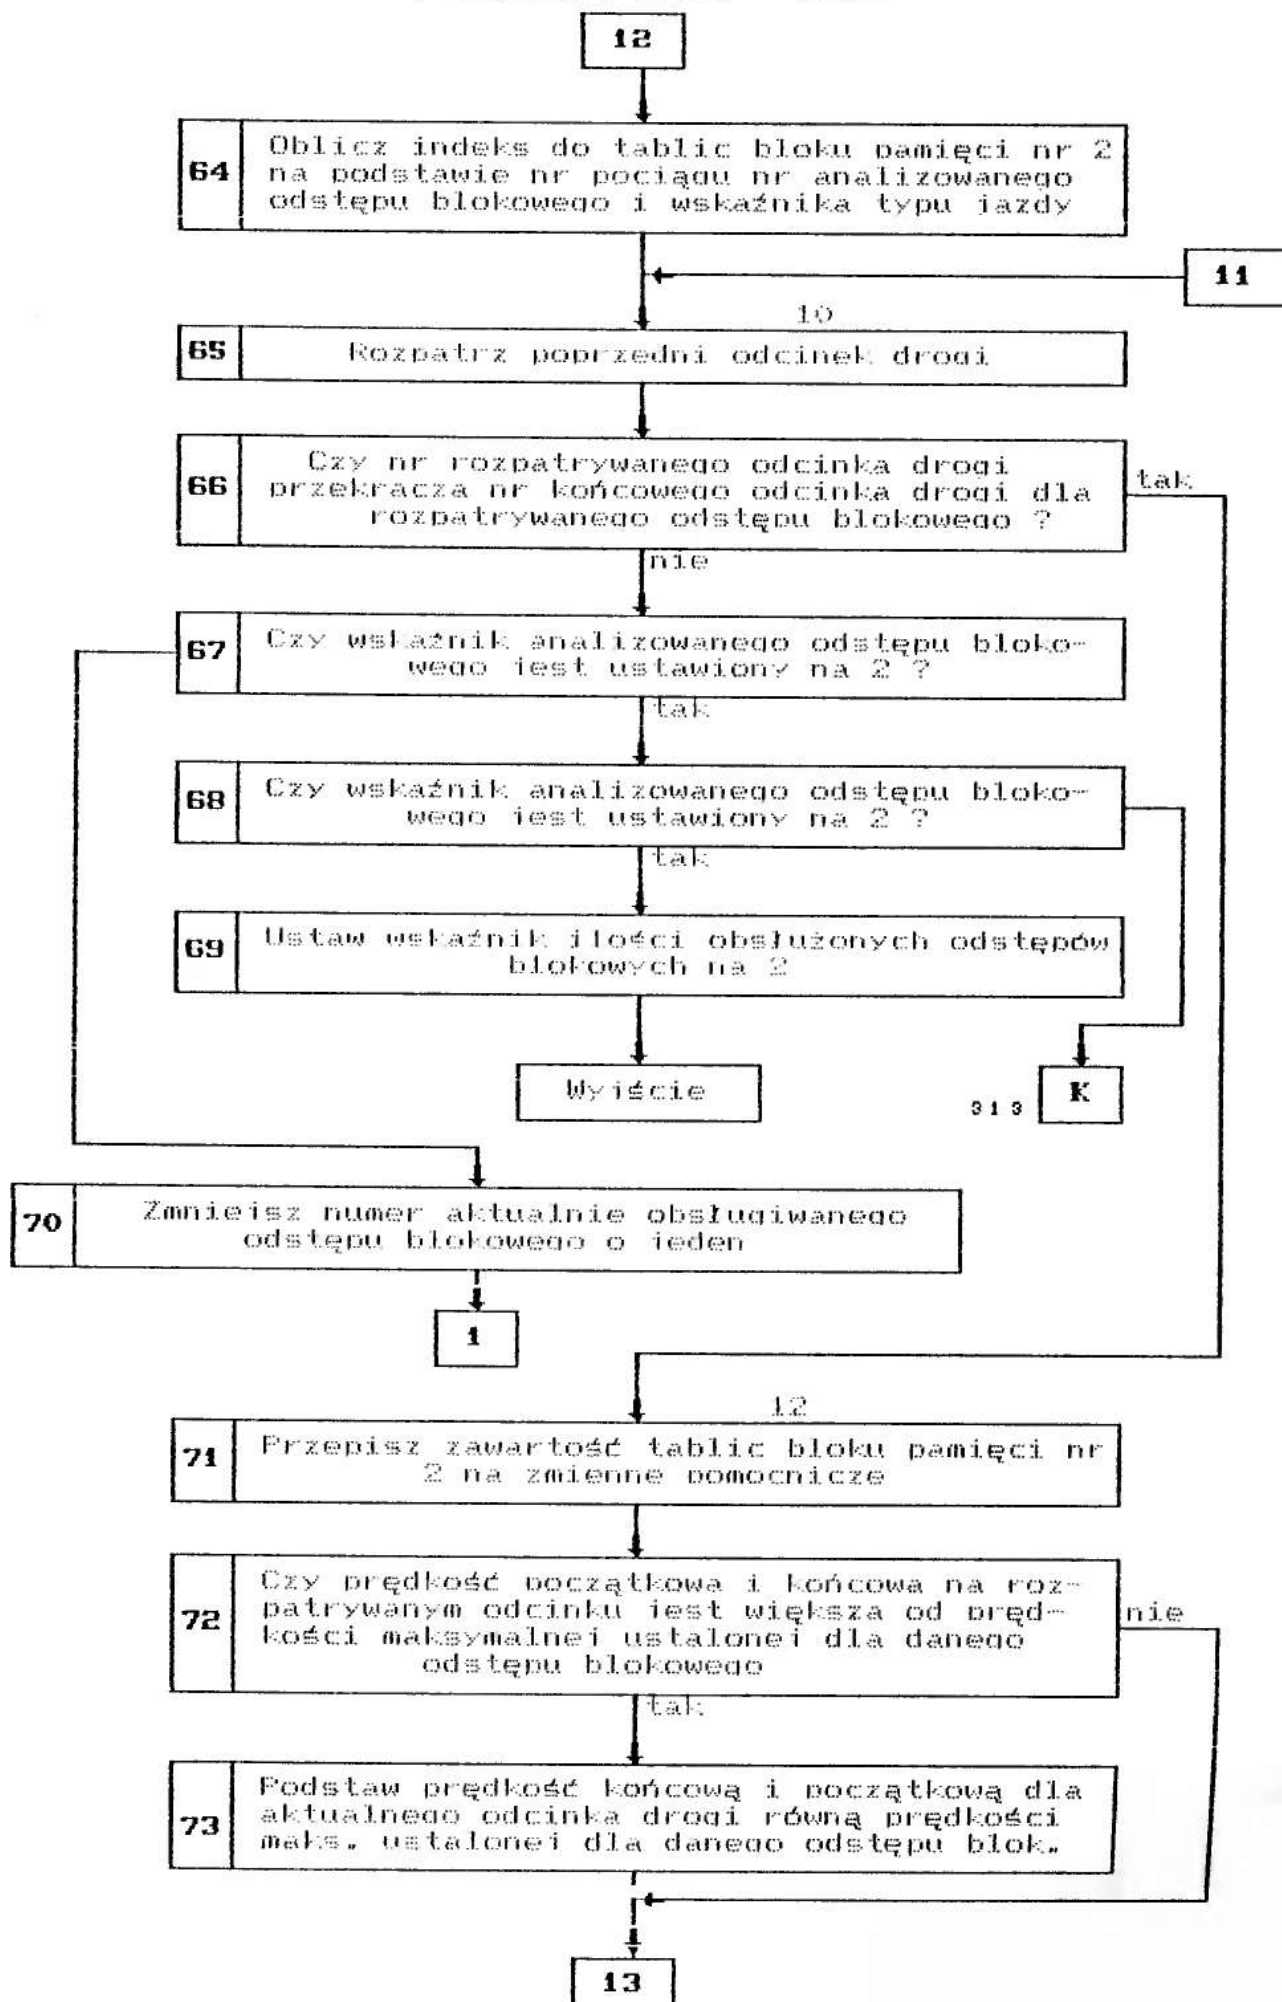 12
64
Oblicz indeks do tablic bloku pamięci nr 2
na podstawie nr pociągu nr analizowanego
odstępu blokowego i wskaźnika typu jazdy
11
10
65
Rozpatrz poprzedni odcinek drogi
66
Czy nr rozpatrywanego odcinka drogi
przekracza nr końcowego odcinka drogi dla
rozpatrywanego odstępu blokowego ?
tak
nie
67
Czy wskaźnik analizowanego odstępu bloko-
wego jest ustawiony na 2 ?
tak
68
Czy wskaźnik analizowanego odstępu bloko-
wego jest ustawiony na 2 ?
tak
69
Ustaw wskaźnik ilości obsłużonych odstępów
blokowych na 2
Wyjście
313
K
70
Zmniejsz numer aktualnie obsługiwanego
odstępu blokowego o jeden
1
12
71
Przepisz zawartość tablic bloku pamięci nr
2 na zmienne pomocnicze
72
Czy prędkość początkowa i końcowa na roz-
patrywanym odcinku jest większa od pręd-
kości maksymalnej ustalonej dla danego
odstępu blokowego
nie
tak
73
Podstaw prędkość końcową i początkową dla
aktualnego odcinka drogi równą prędkości
maks. ustalonej dla danego odstępu blok.
13